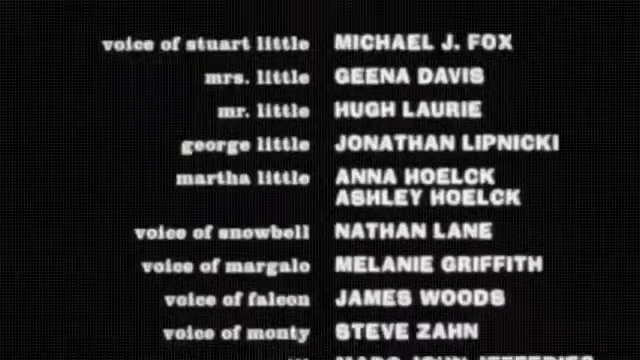 voice of stuart little MICHAEL J. FOX
mrs. little GEENA DAVIS
mr. little HUGH LAURIE
george little JONATHAN LIPNICKI
martha little ANNA HOELCK
ASHLEY HOELCK
voice of snowbell NATHAN LANE
voice of margalo MELANIE GRIFFITH
voice of falcon JAMES WOODS
voice of monty STEVE ZAHN